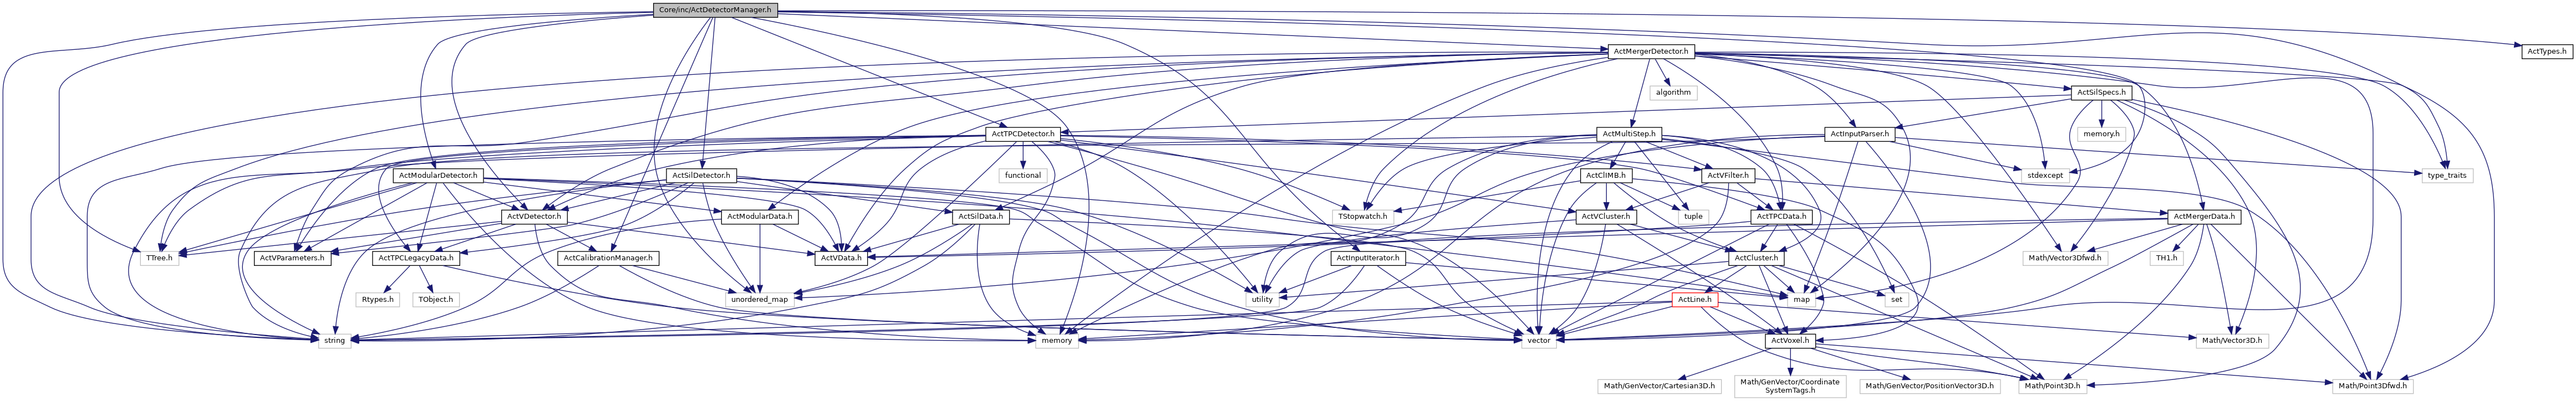 Core/inc/ActDetectorManager.h
ActMergerDetector.h
ActTypes.h
algorithm
ActSilSpecs.h
ActTPCDetector.h
ActMultiStep.h
ActInputParser.h
memory.h
ActModularDetector.h
ActSilDetector.h
functional
ActClIMB.h
ActVFilter.h
stdexcept
type_traits
ActVDetector.h
ActModularData.h
ActSilData.h
TStopwatch.h
ActVCluster.h
tuple
ActTPCData.h
ActMergerData.h
TTree.h
ActVParameters.h
ActTPCLegacyData.h
ActCalibrationManager.h
ActVData.h
ActInputIterator.h
ActCluster.h
Math/Vector3Dfwd.h
TH1.h
Rtypes.h
TObject.h
unordered_map
utility
ActLine.h
map
set
string
memory
vector
ActVoxel.h
Math/Vector3D.h
Math/GenVector/Cartesian3D.h
Math/GenVector/Coordinate
SystemTags.h
Math/GenVector/PositionVector3D.h
Math/Point3D.h
Math/Point3Dfwd.h